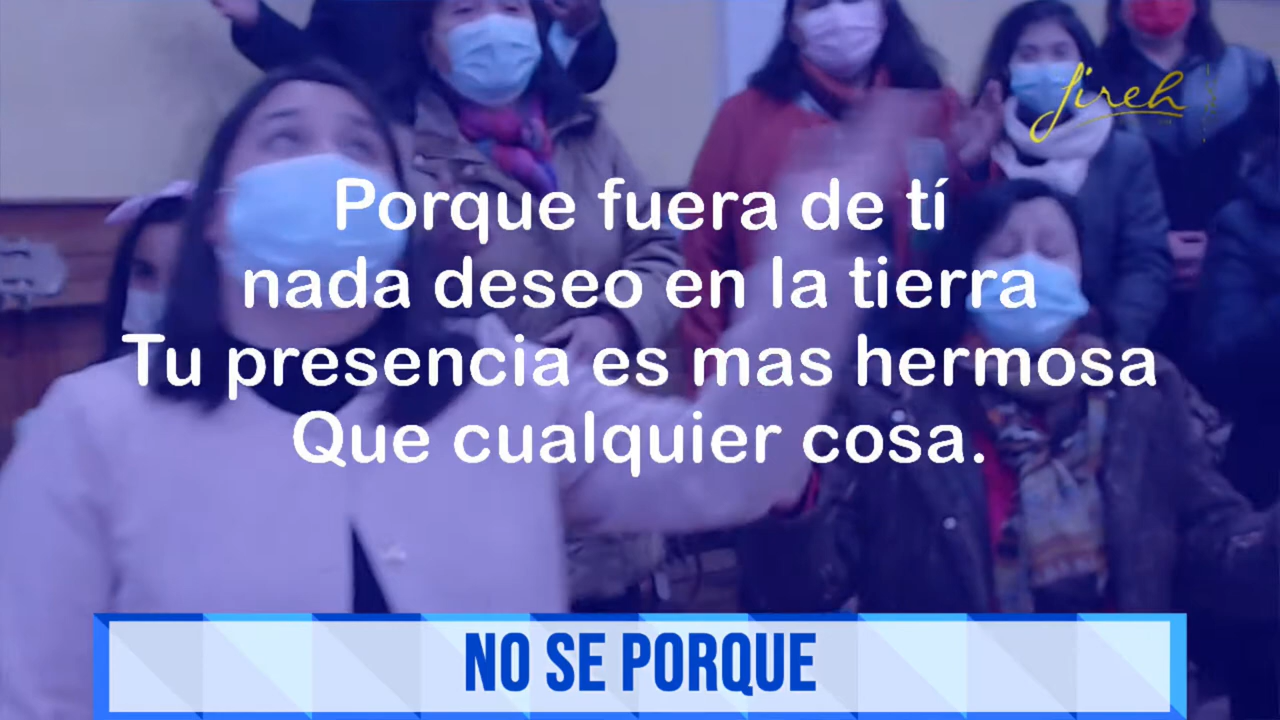 Jireh
Porque fuera de tí
nada deseo en la tierra
Tu presencia es mas hermosa
Que cualquier cosa.
NO SE PORQUE